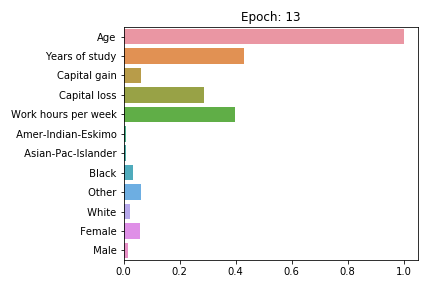 Epoch: 13
Age
Years of study
Capital gain
Capital loss
Work hours per week
Amer-Indian-Eskimo
Asian-Pac-Islander
Black
Other
White
Female
Male
0.0 0.2 0.4 0.6 0.8 1.0